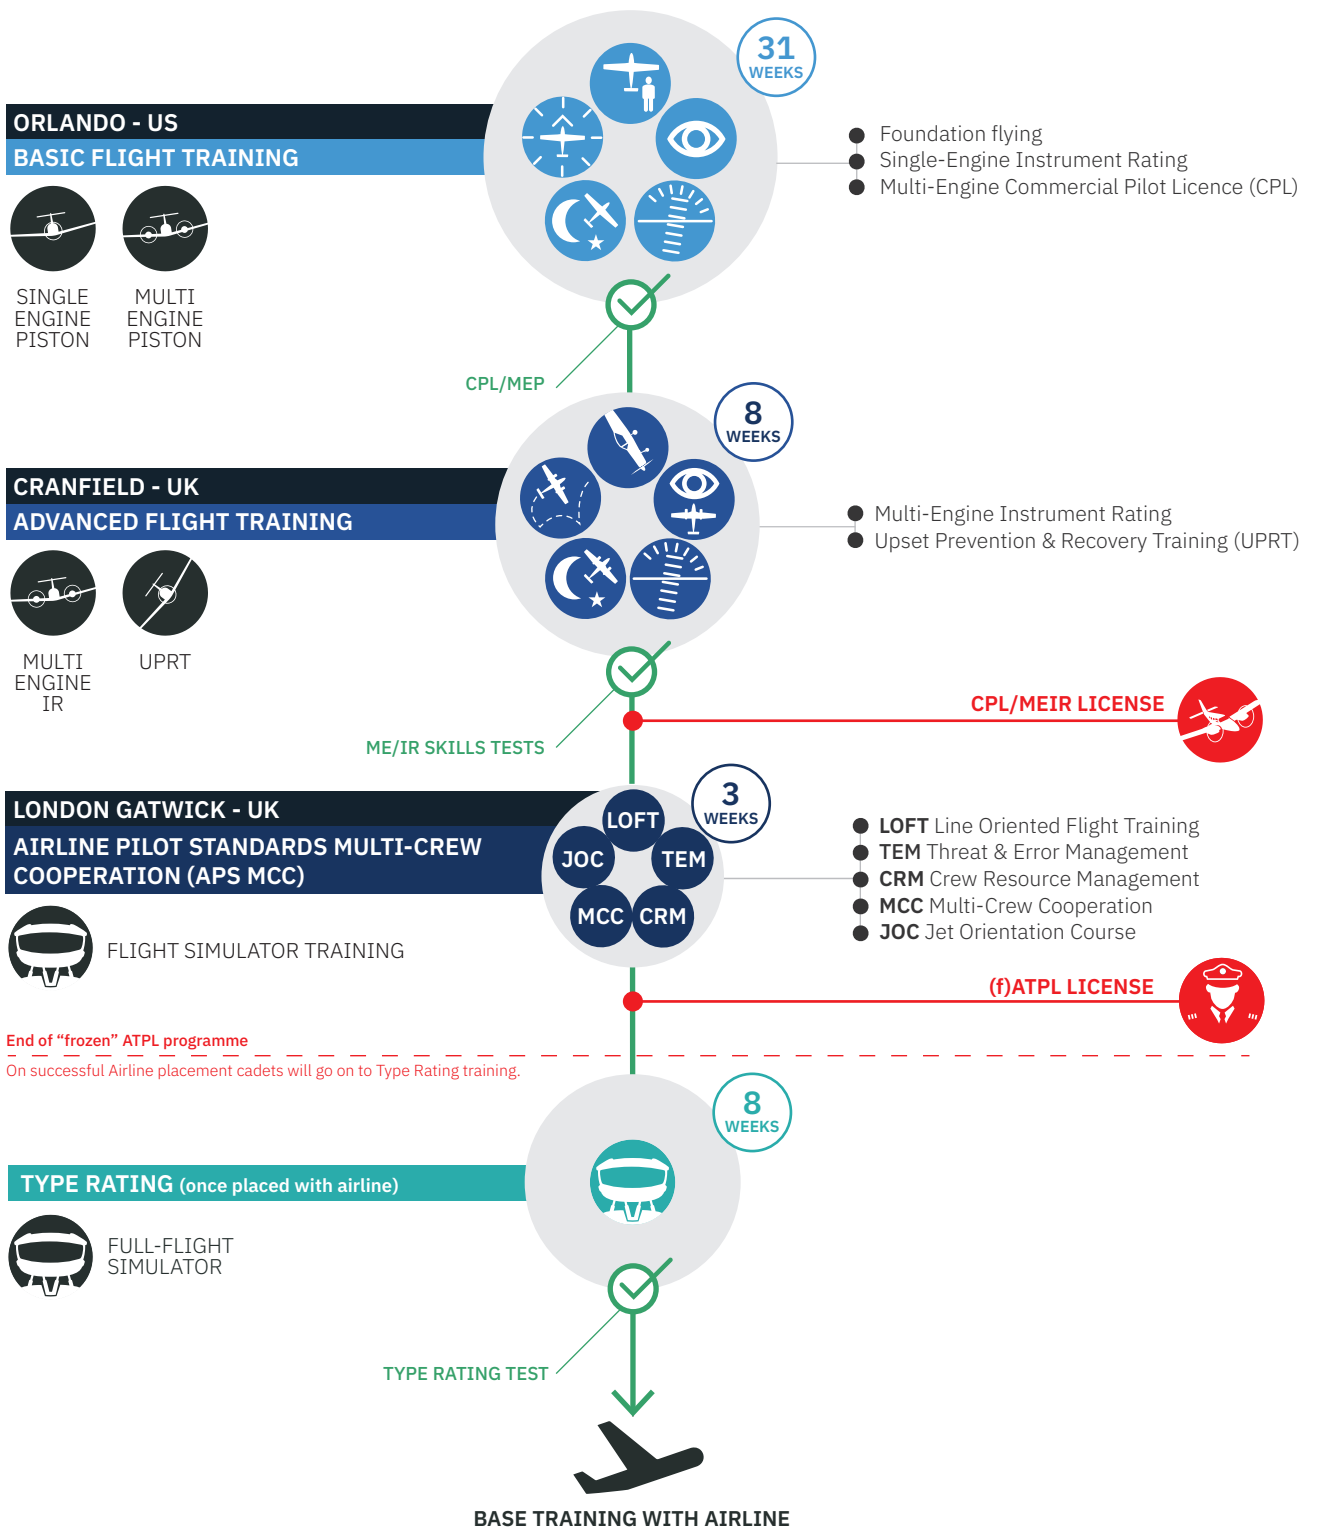 31
WEEKS
ORLANDO - US
BASIC FLIGHT TRAINING
Foundation flying
Single-Engine Instrument Rating
Multi-Engine Commercial Pilot Licence (CPL)
SINGLE
ENGINE
PISTON
MULTI
ENGINE
PISTON
CPL/MEP
8
WEEKS
CRANFIELD - UK
ADVANCED FLIGHT TRAINING
Multi-Engine Instrument Rating
Upset Prevention & Recovery Training (UPRT)
MULTI
ENGINE
IR
UPRT
CPL/MEIR LICENSE
ME/IR SKILLS TESTS
3
WEEKS
LONDON GATWICK - UK
AIRLINE PILOT STANDARDS MULTI-CREW
COOPERATION (APS MCC)
LOFT
JOC
TEM
MCC
CRM
LOFT Line Oriented Flight Training
TEM Threat & Error Management
CRM Crew Resource Management
MCC Multi-Crew Cooperation
JOC Jet Orientation Course
FLIGHT SIMULATOR TRAINING
(f)ATPL LICENSE
End of “frozen” ATPL programme
On successful Airline placement cadets will go on to Type Rating training.
8
WEEKS
TYPE RATING (once placed with airline)
FULL-FLIGHT
SIMULATOR
TYPE RATING TEST
BASE TRAINING WITH AIRLINE